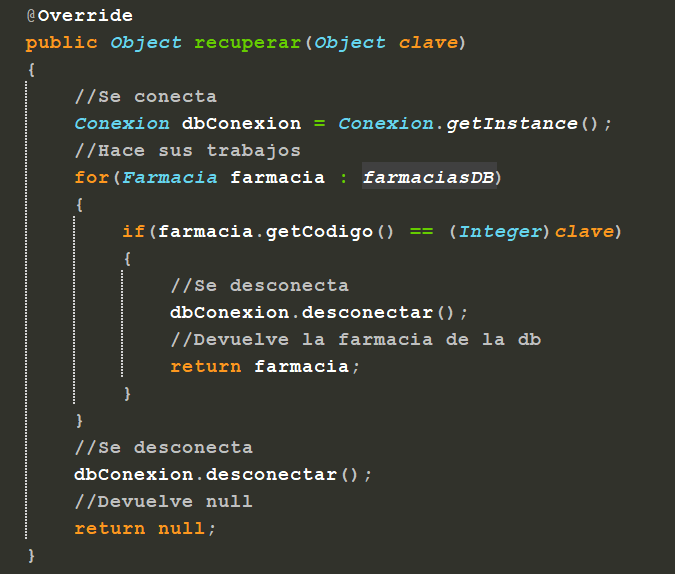 @Override
public Object recuperar(Object clave)
{
    //Se conecta
    Conexion dbConexion = Conexion.getInstance();
    //Hace sus trabajos
    for(Farmacia farmacia : farmaciasDB)
    {
        if(farmacia.getCodigo() == (Integer)clave)
        {
            //Se desconecta
            dbConexion.desconectar();
            //Devuelve la farmacia de la db
            return farmacia;
        }
    }
    //Se desconecta
    dbConexion.desconectar();
    //Devuelve null
    return null;
}